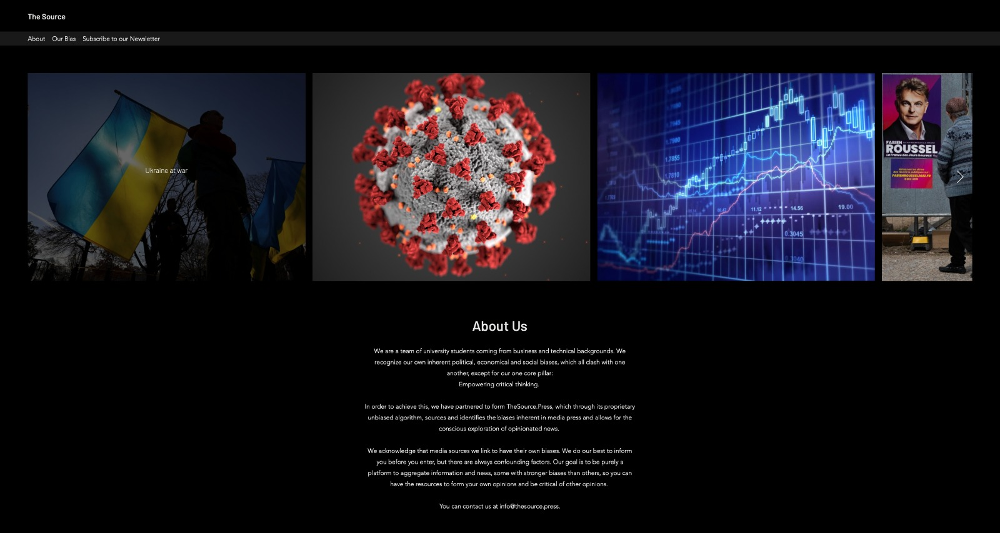 The Source
About Our Bias Subscribe to our Newsletter
Ukraine at war
1.7855
1.7810
11.12
14.56
19.00
0.3045
0.3040
FABIEN
ROUSSEL
La France des Jours heureux
About Us
We are a team of university students coming from business and technical backgrounds. We
recognize our own inherent political, economical and social biases, which all clash with one
another, except for our one core pillar:
Empowering critical thinking.
In order to achieve this, we have partnered to form TheSource.Press, which through its proprietary
unbiased algorithm, sources and identifies the biases inherent in media press and allows for the
conscious exploration of opinionated news.
We acknowledge that media sources we link to have their own biases. We do our best to inform
you before you enter, but there are always confounding factors. Our goal is to be purely a
platform to aggregate information and news, some with stronger biases than others, so you can
have the resources to form your own opinions and be critical of other opinions.
You can contact us at info@thesource.press.